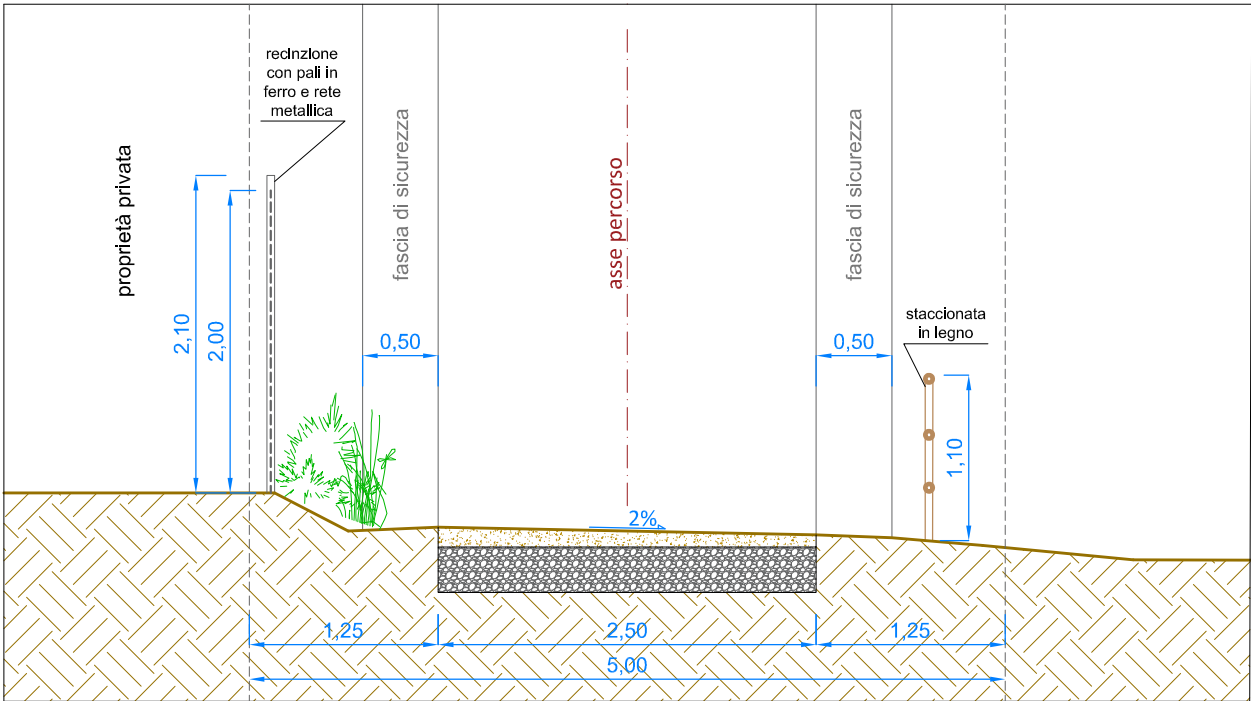 recinzione
con pali in
ferro e rete
metallica
proprietà privata
fascia di sicurezza
asse percorso
fascia di sicurezza
2,10
2,00
0,50
0,50
staccionata
in legno
1,10
2%
1,25
2,50
1,25
5,00